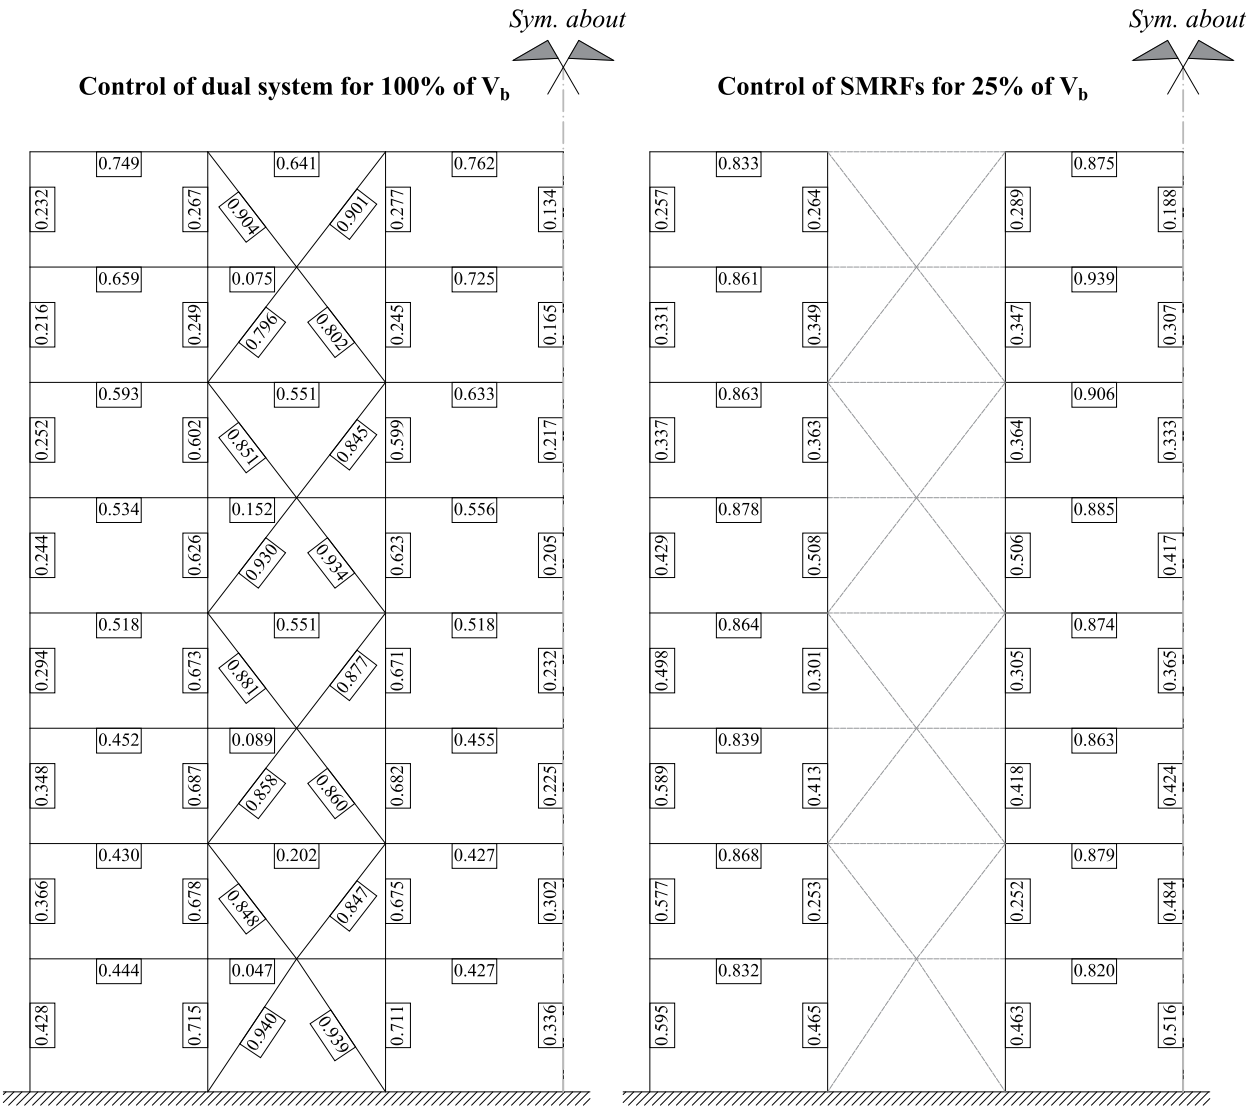 Sym. about Sym. about
Control of dual system for 100% of Vb Control of SMRFs for 25% of Vb
0.749 0.641 0.762 0.833 0.875
0.232 0.267 0.904 0.901 0.277 0.134 0.257 0.264 0.289 0.188
0.659 0.075 0.725 0.861 0.939
0.216 0.249 0.796 0.802 0.245 0.165 0.331 0.349 0.347 0.307
0.593 0.551 0.633 0.863 0.906
0.252 0.602 0.851 0.845 0.599 0.217 0.337 0.363 0.364 0.333
0.534 0.152 0.556 0.878 0.885
0.244 0.626 0.930 0.934 0.623 0.205 0.429 0.508 0.506 0.417
0.518 0.551 0.518 0.864 0.874
0.294 0.673 0.881 0.877 0.671 0.232 0.498 0.301 0.305 0.365
0.452 0.089 0.455 0.839 0.863
0.348 0.687 0.858 0.860 0.682 0.225 0.589 0.413 0.418 0.424
0.430 0.202 0.427 0.868 0.879
0.366 0.678 0.848 0.847 0.675 0.302 0.577 0.253 0.252 0.484
0.444 0.047 0.427 0.832 0.820
0.428 0.715 0.940 0.939 0.711 0.336 0.595 0.465 0.463 0.516